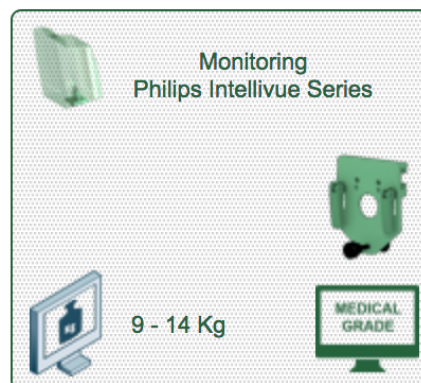 Monitoring
Philips Intellivue Series
9 - 14 Kg
MEDICAL
GRADE